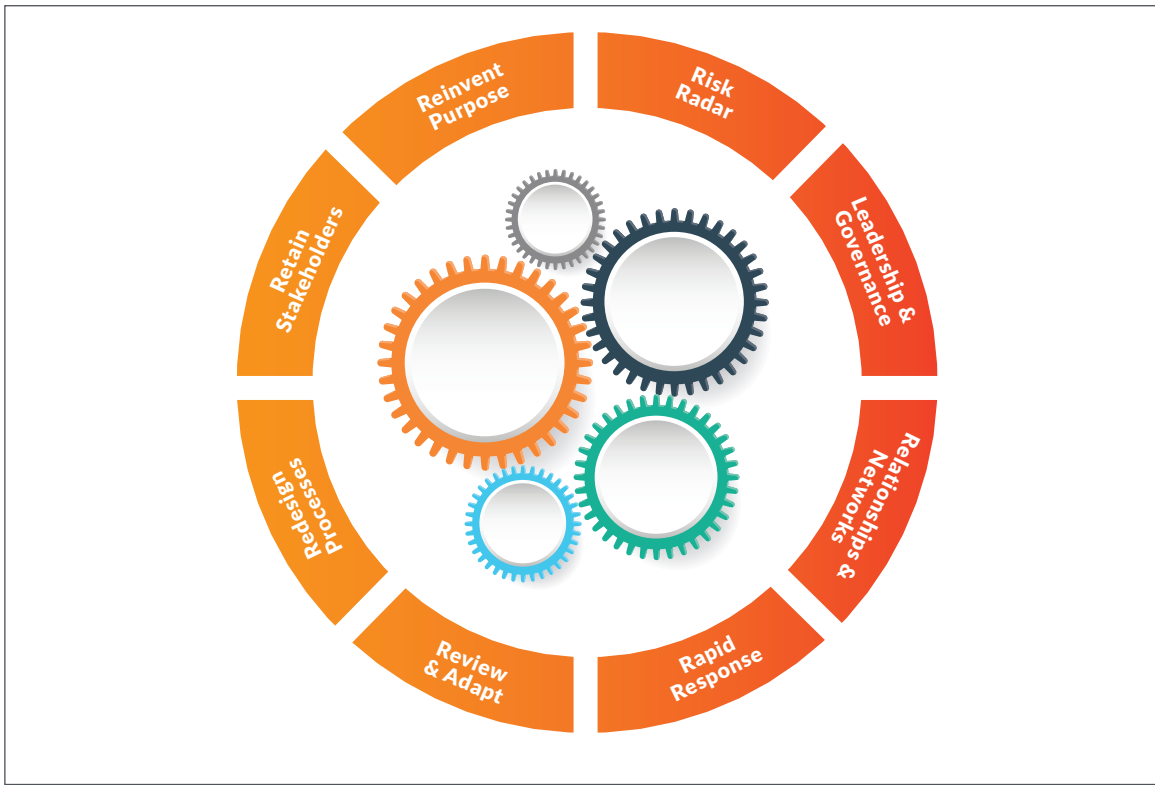 Risk
Radar
Leadership &
Governance
Relationships &
Networks
Rapid
Response
Review
& Adapt
Redesign
Processes
Retain
Stakeholders
Reinvent
Purpose